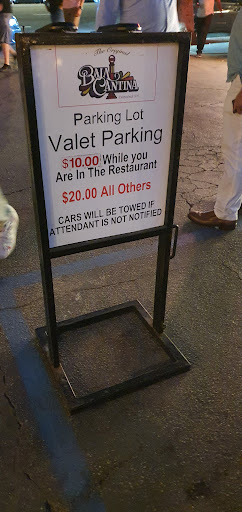 The Original
BAJA
CANTINA
Parking Lot
Valet Parking
$10.00 While you
Are In The Restaurant
$20.00 All Others
CARS WILL BE TOWED IF
ATTENDANT IS NOT NOTIFIED